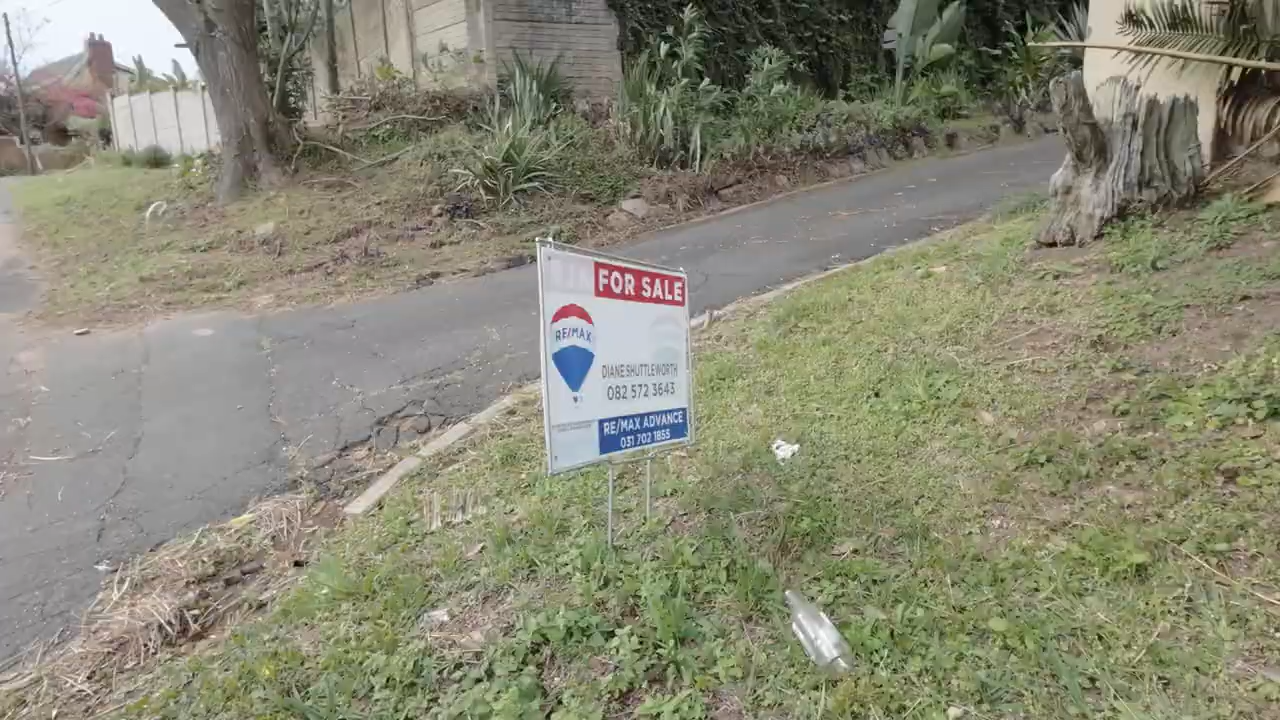 FOR SALE
RE/MAX
DIANE SHUTTLEWORTH
082 572 3643
RE/MAX ADVANCE
031 702 1855